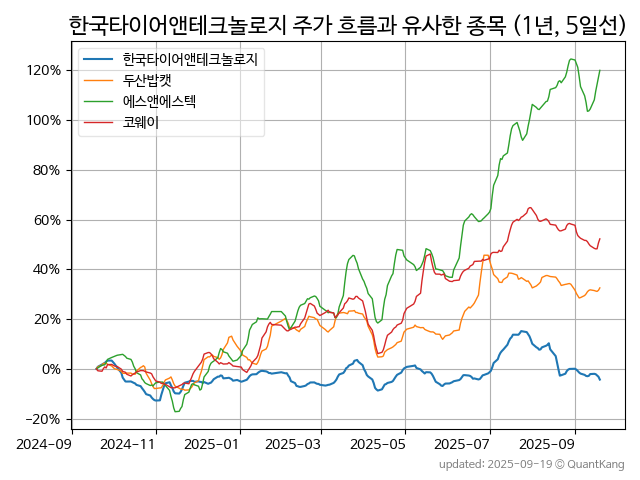 한국타이어앤테크놀로지 주가 흐름과 유사한 종목 (1년, 5일선)
한국타이어앤테크놀로지
두산밥캣
에스앤에스텍
코웨이
120%
100%
80%
60%
40%
20%
0%
−20%
2024-09 2024-11 2025-01 2025-03 2025-05 2025-07 2025-09
updated: 2025-09-19 © QuantKang